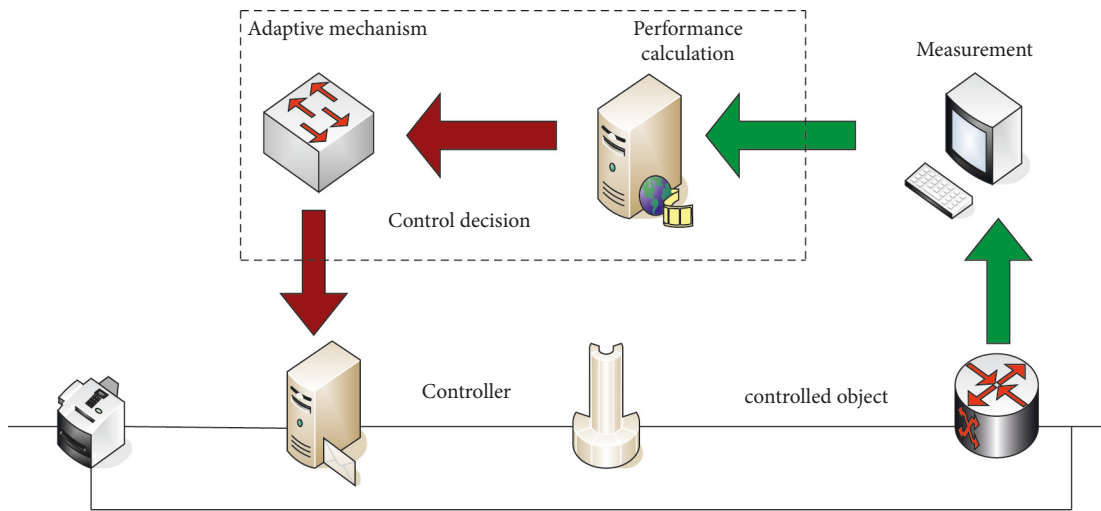 Adaptive mechanism
Performance
calculation
Measurement
Control decision
Controller
controlled object